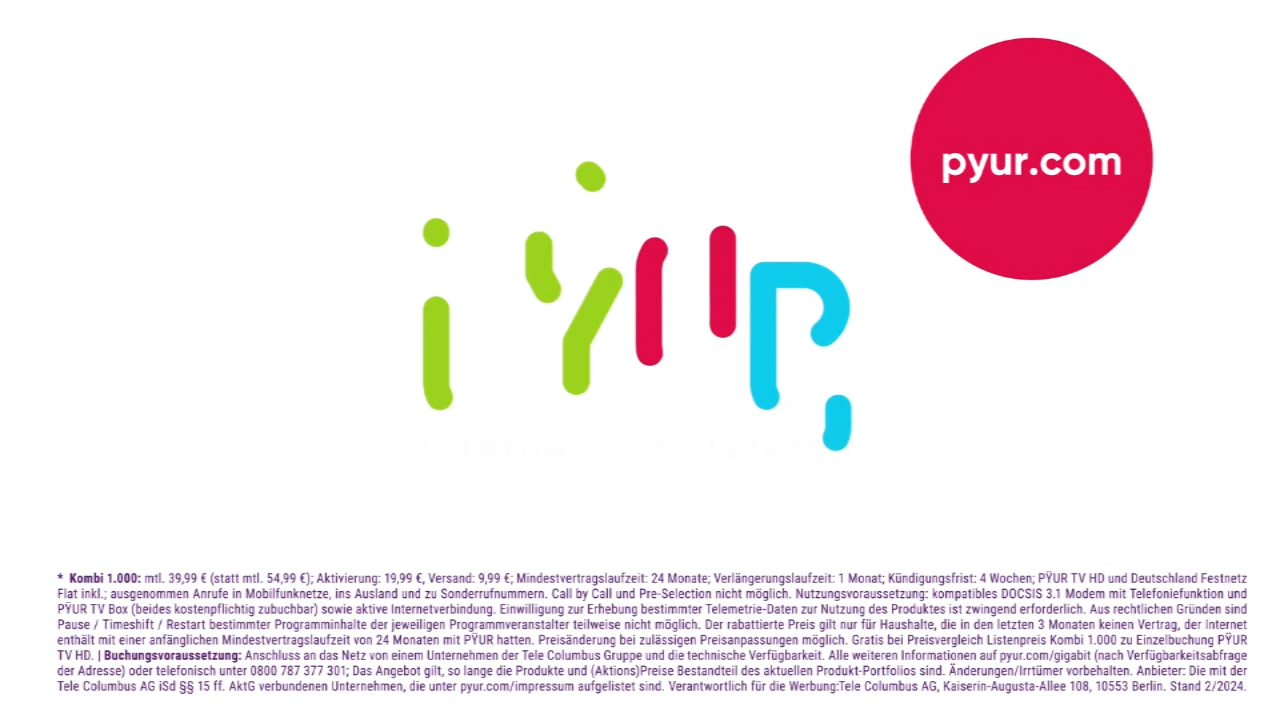 pyur.com
* Kombi 1.000: mtl. 39,99 € (statt mtl. 54,99 €); Aktivierung: 19,99 €, Versand: 9,99 €; Mindestvertragslaufzeit: 24 Monate; Verlängerungslaufzeit: 1 Monat; Kündigungsfrist: 4 Wochen; PŸUR TV HD und Deutschland Festnetz
Flat inkl.; ausgenommen Anrufe in Mobilfunknetze, ins Ausland und zu Sonderrufnummern. Call by Call und Pre-Selection nicht möglich. Nutzungsvoraussetzung: kompatibles DOCSIS 3.1 Modem mit Telefoniefunktion und
PŸUR TV Box (beides kostenpflichtig zubuchbar) sowie aktive Internetverbindung. Einwilligung zur Erhebung bestimmter Telemetrie-Daten zur Nutzung des Produktes ist zwingend erforderlich. Aus rechtlichen Gründen sind
Pause / Timeshift / Restart bestimmter Programminhalte der jeweiligen Programmveranstalter teilweise nicht möglich. Der rabattierte Preis gilt nur für Haushalte, die in den letzten 3 Monaten keinen Vertrag, der Internet
enthält mit einer anfänglichen Mindestvertragslaufzeit von 24 Monaten mit PŸUR hatten. Preisänderung bei zulässigen Preisanpassungen möglich. Gratis bei Preisvergleich Listenpreis Kombi 1.000 zu Einzelbuchung PŸUR
TV HD. | Buchungsvoraussetzung: Anschluss an das Netz von einem Unternehmen der Tele Columbus Gruppe und die technische Verfügbarkeit. Alle weiteren Informationen auf pyur.com/gigabit (nach Verfügbarkeitsabfrage
der Adresse) oder telefonisch unter 0800 787 377 301; Das Angebot gilt, so lange die Produkte und (Aktions)Preise Bestandteil des aktuellen Produkt-Portfolios sind. Änderungen/Irrtümer vorbehalten. Anbieter: Die mit der
Tele Columbus AG iSd §§ 15 ff. AktG verbundenen Unternehmen, die unter pyur.com/impressum aufgelistet sind. Verantwortlich für die Werbung:Tele Columbus AG, Kaiserin-Augusta-Allee 108, 10553 Berlin. Stand 2/2024.